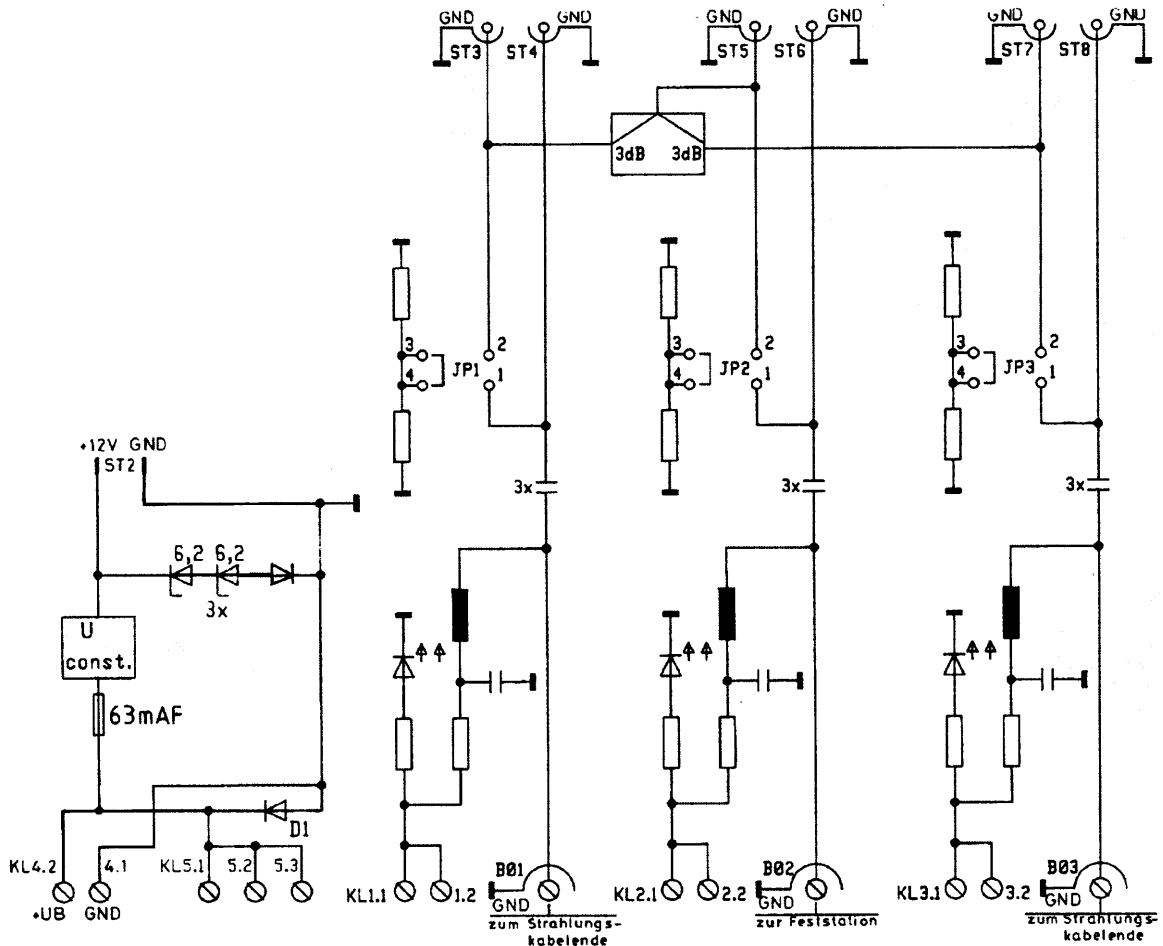 GND GND GND GND GND GND
ST3 ST4 ST5 ST6 ST7 ST8
3dB 3dB
3 2 3 2 3 2
JP1 JP2 JP3
4 1 4 1 4 1
+12V GND
ST2
3x 3x 3x
6,2 6,2
3x
U
const.
63mAF
D1
KL4.2 4.1 KL5.1 5.2 5.3
+UB GND
KL1.1 1.2 B01
GND
zum Strahlungs-
kabelende
KL2.1 2.2 B02
GND
zur Feststation
KL3.1 3.2 B03
GND
zum Strahlungs-
kabelende